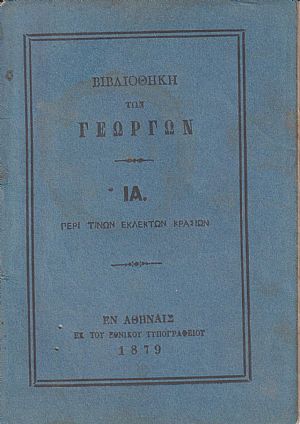 ΒΙΒΛΙΟΘΗΚΗ
ΤΩΝ
ΓΕΩΡΓΩΝ
ΙΑ.
ΠΕΡΙ ΤΙΝΩΝ ΕΚΛΕΚΤΩΝ ΚΡΑΣΙΩΝ
ΕΝ ΑΘΗΝΑΙΣ
ΕΚ ΤΟΥ ΕΘΝΙΚΟΥ ΤΥΠΟΓΡΑΦΕΙΟΥ
1879